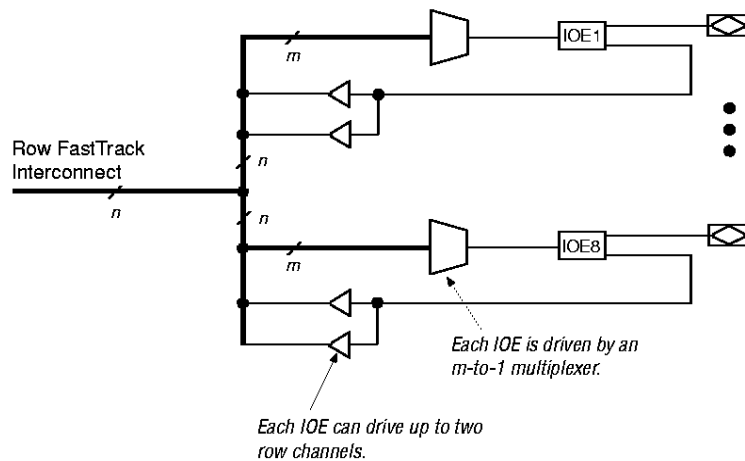 m
IOE1
Row FastTrack
Interconnect
n
n
n
m
IOE8
Each IOE is driven by an
m-to-1 multiplexer.
Each IOE can drive up to two
row channels.